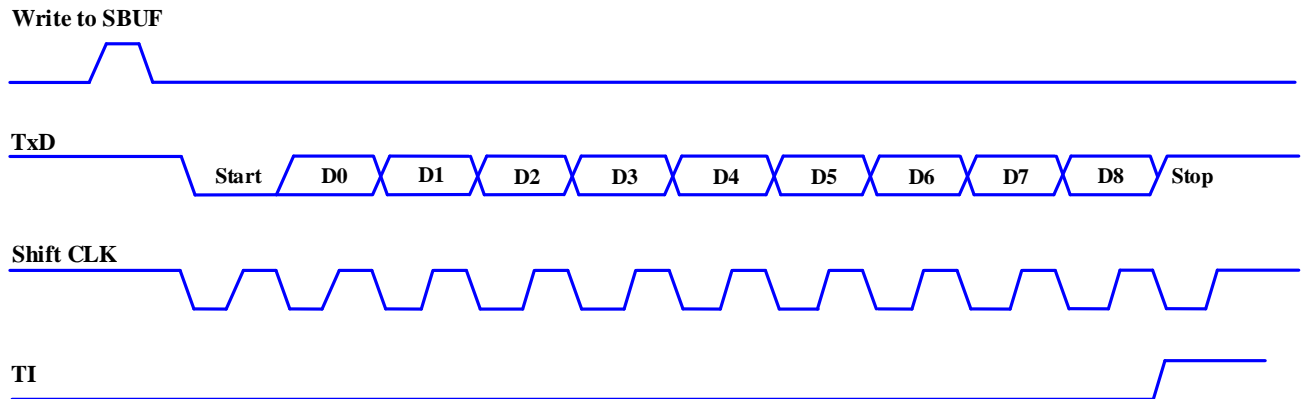 Write to SBUF
TxD
Start D0 D1 D2 D3 D4 D5 D6 D7 D8 Stop
Shift CLK
TI